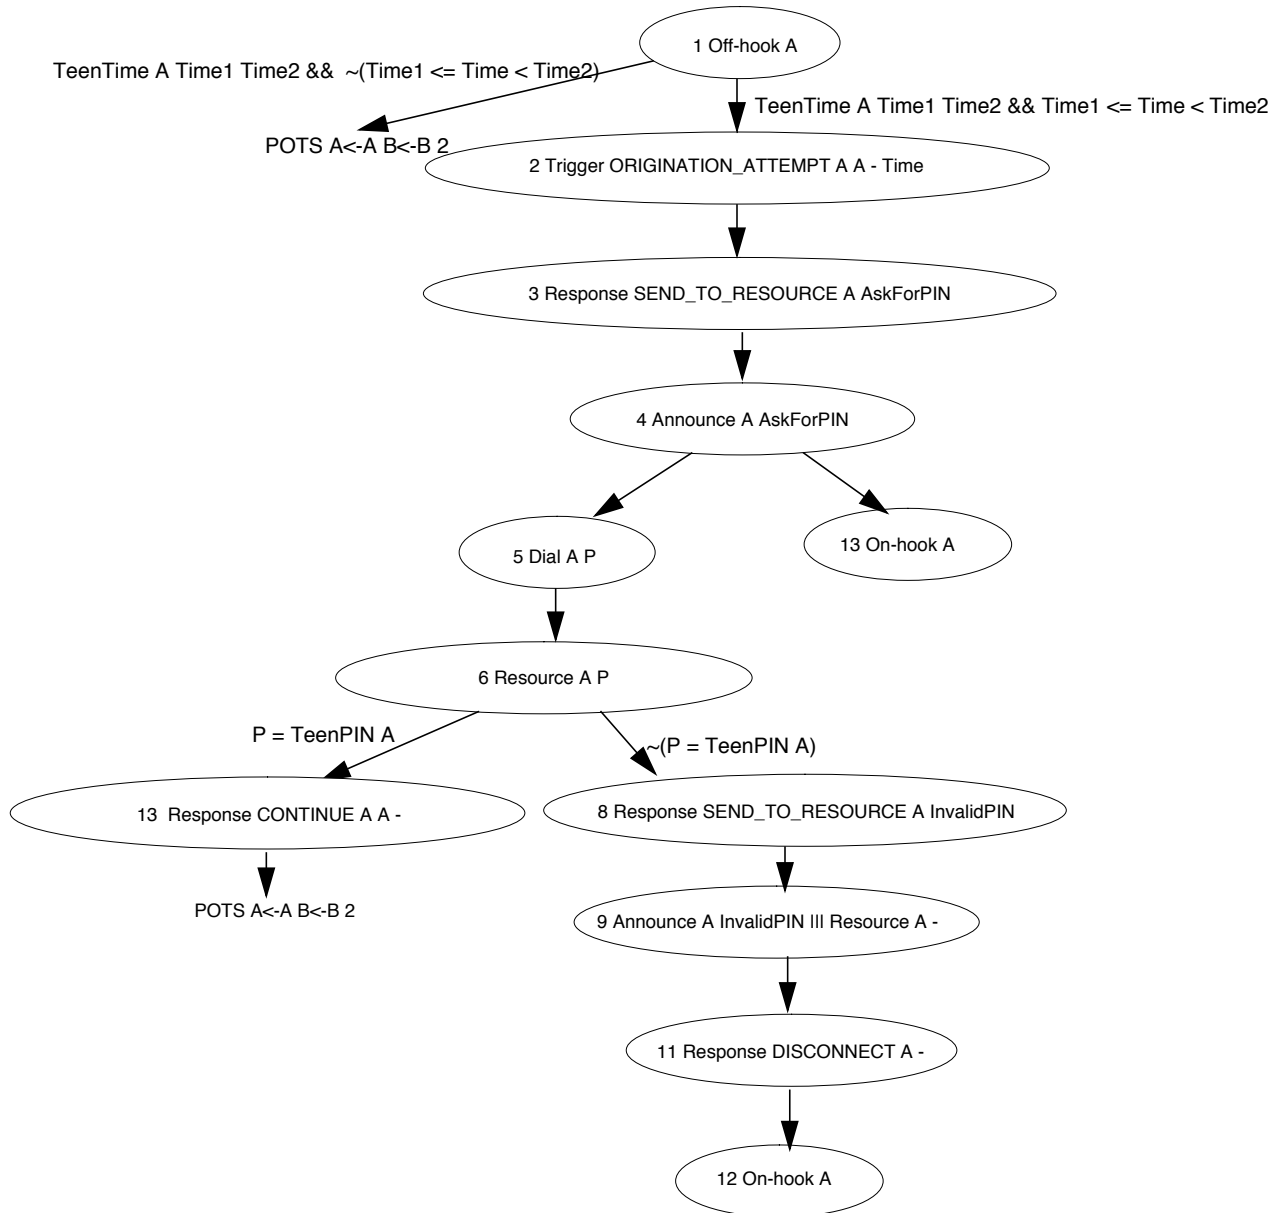 1 Off-hook A
TeenTime A Time1 Time2 && ~(Time1 <= Time < Time2)
TeenTime A Time1 Time2 && Time1 <= Time < Time2
POTS A<-A B<-B 2
2 Trigger ORIGINATION_ATTEMPT A A - Time
3 Response SEND_TO_RESOURCE A AskForPIN
4 Announce A AskForPIN
5 Dial A P
13 On-hook A
6 Resource A P
P = TeenPIN A
~(P = TeenPIN A)
13 Response CONTINUE A A -
8 Response SEND_TO_RESOURCE A InvalidPIN
POTS A<-A B<-B 2
9 Announce A InvalidPIN ||| Resource A -
11 Response DISCONNECT A -
12 On-hook A